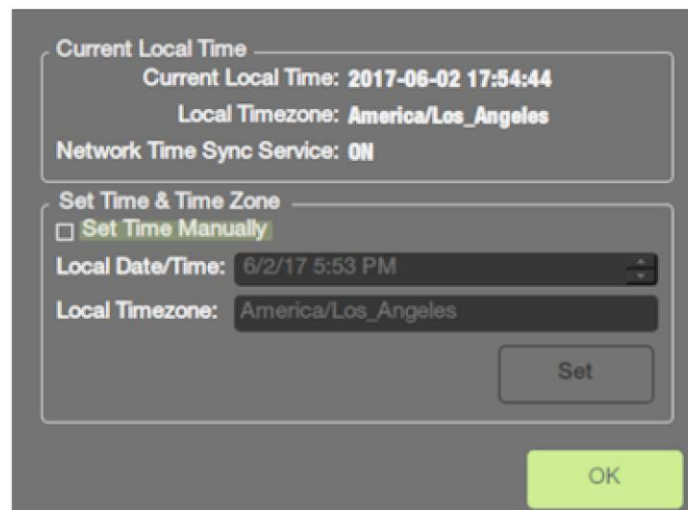 Current Local Time
Current Local Time: 2017-06-02 17:54:44
Local Timezone: America/Los_Angeles
Network Time Sync Service: ON
Set Time & Time Zone
Set Time Manually
Local Date/Time: 6/2/17 5:53 PM
Local Timezone: America/Los_Angeles
Set
OK